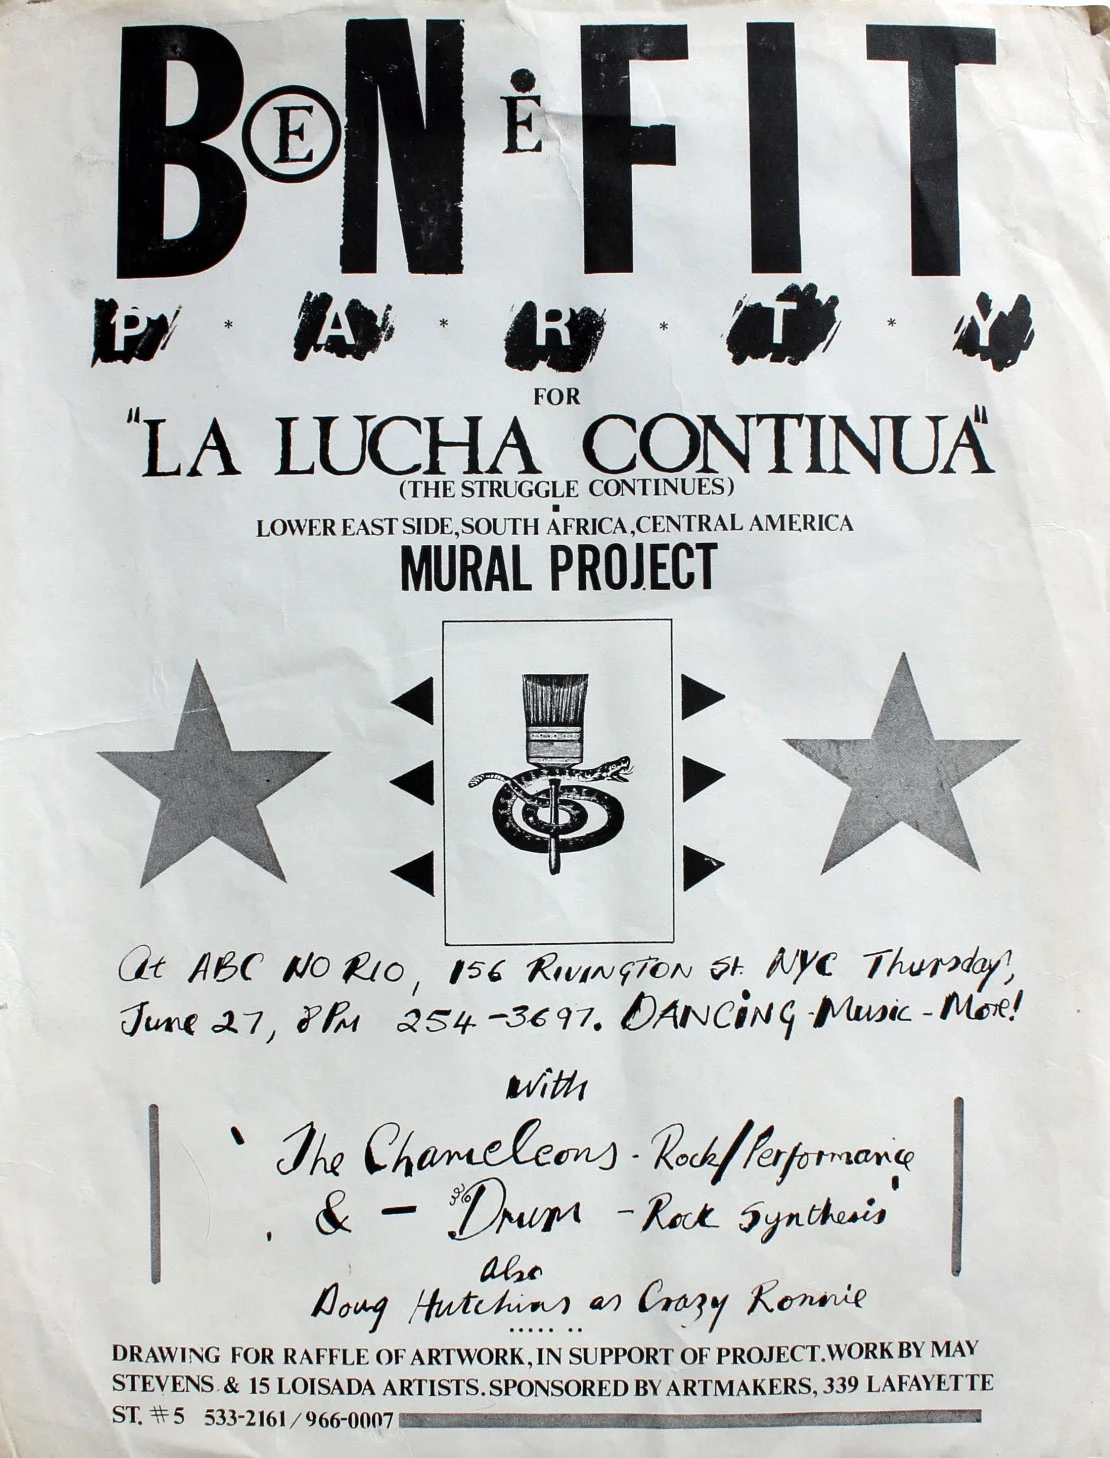 BENEFIT
P * A * R * T * Y
FOR
"LA LUCHA CONTINUA"
(THE STRUGGLE CONTINUES)
LOWER EAST SIDE, SOUTH AFRICA, CENTRAL AMERICA
MURAL PROJECT
At ABC NO RIO, 156 RIVINGTON St. NYC Thursday,
June 27, 8PM 254-3697. DANCING - Music - More!
with
The Chameleons - Rock/Performance
& - Drum - Rock Synthesis
also
Doug Hutchins as Crazy Ronnie
DRAWING FOR RAFFLE OF ARTWORK, IN SUPPORT OF PROJECT. WORK BY MAY
STEVENS & 15 LOISADA ARTISTS. SPONSORED BY ARTMAKERS, 339 LAFAYETTE
ST. #5 533-2161/966-0007